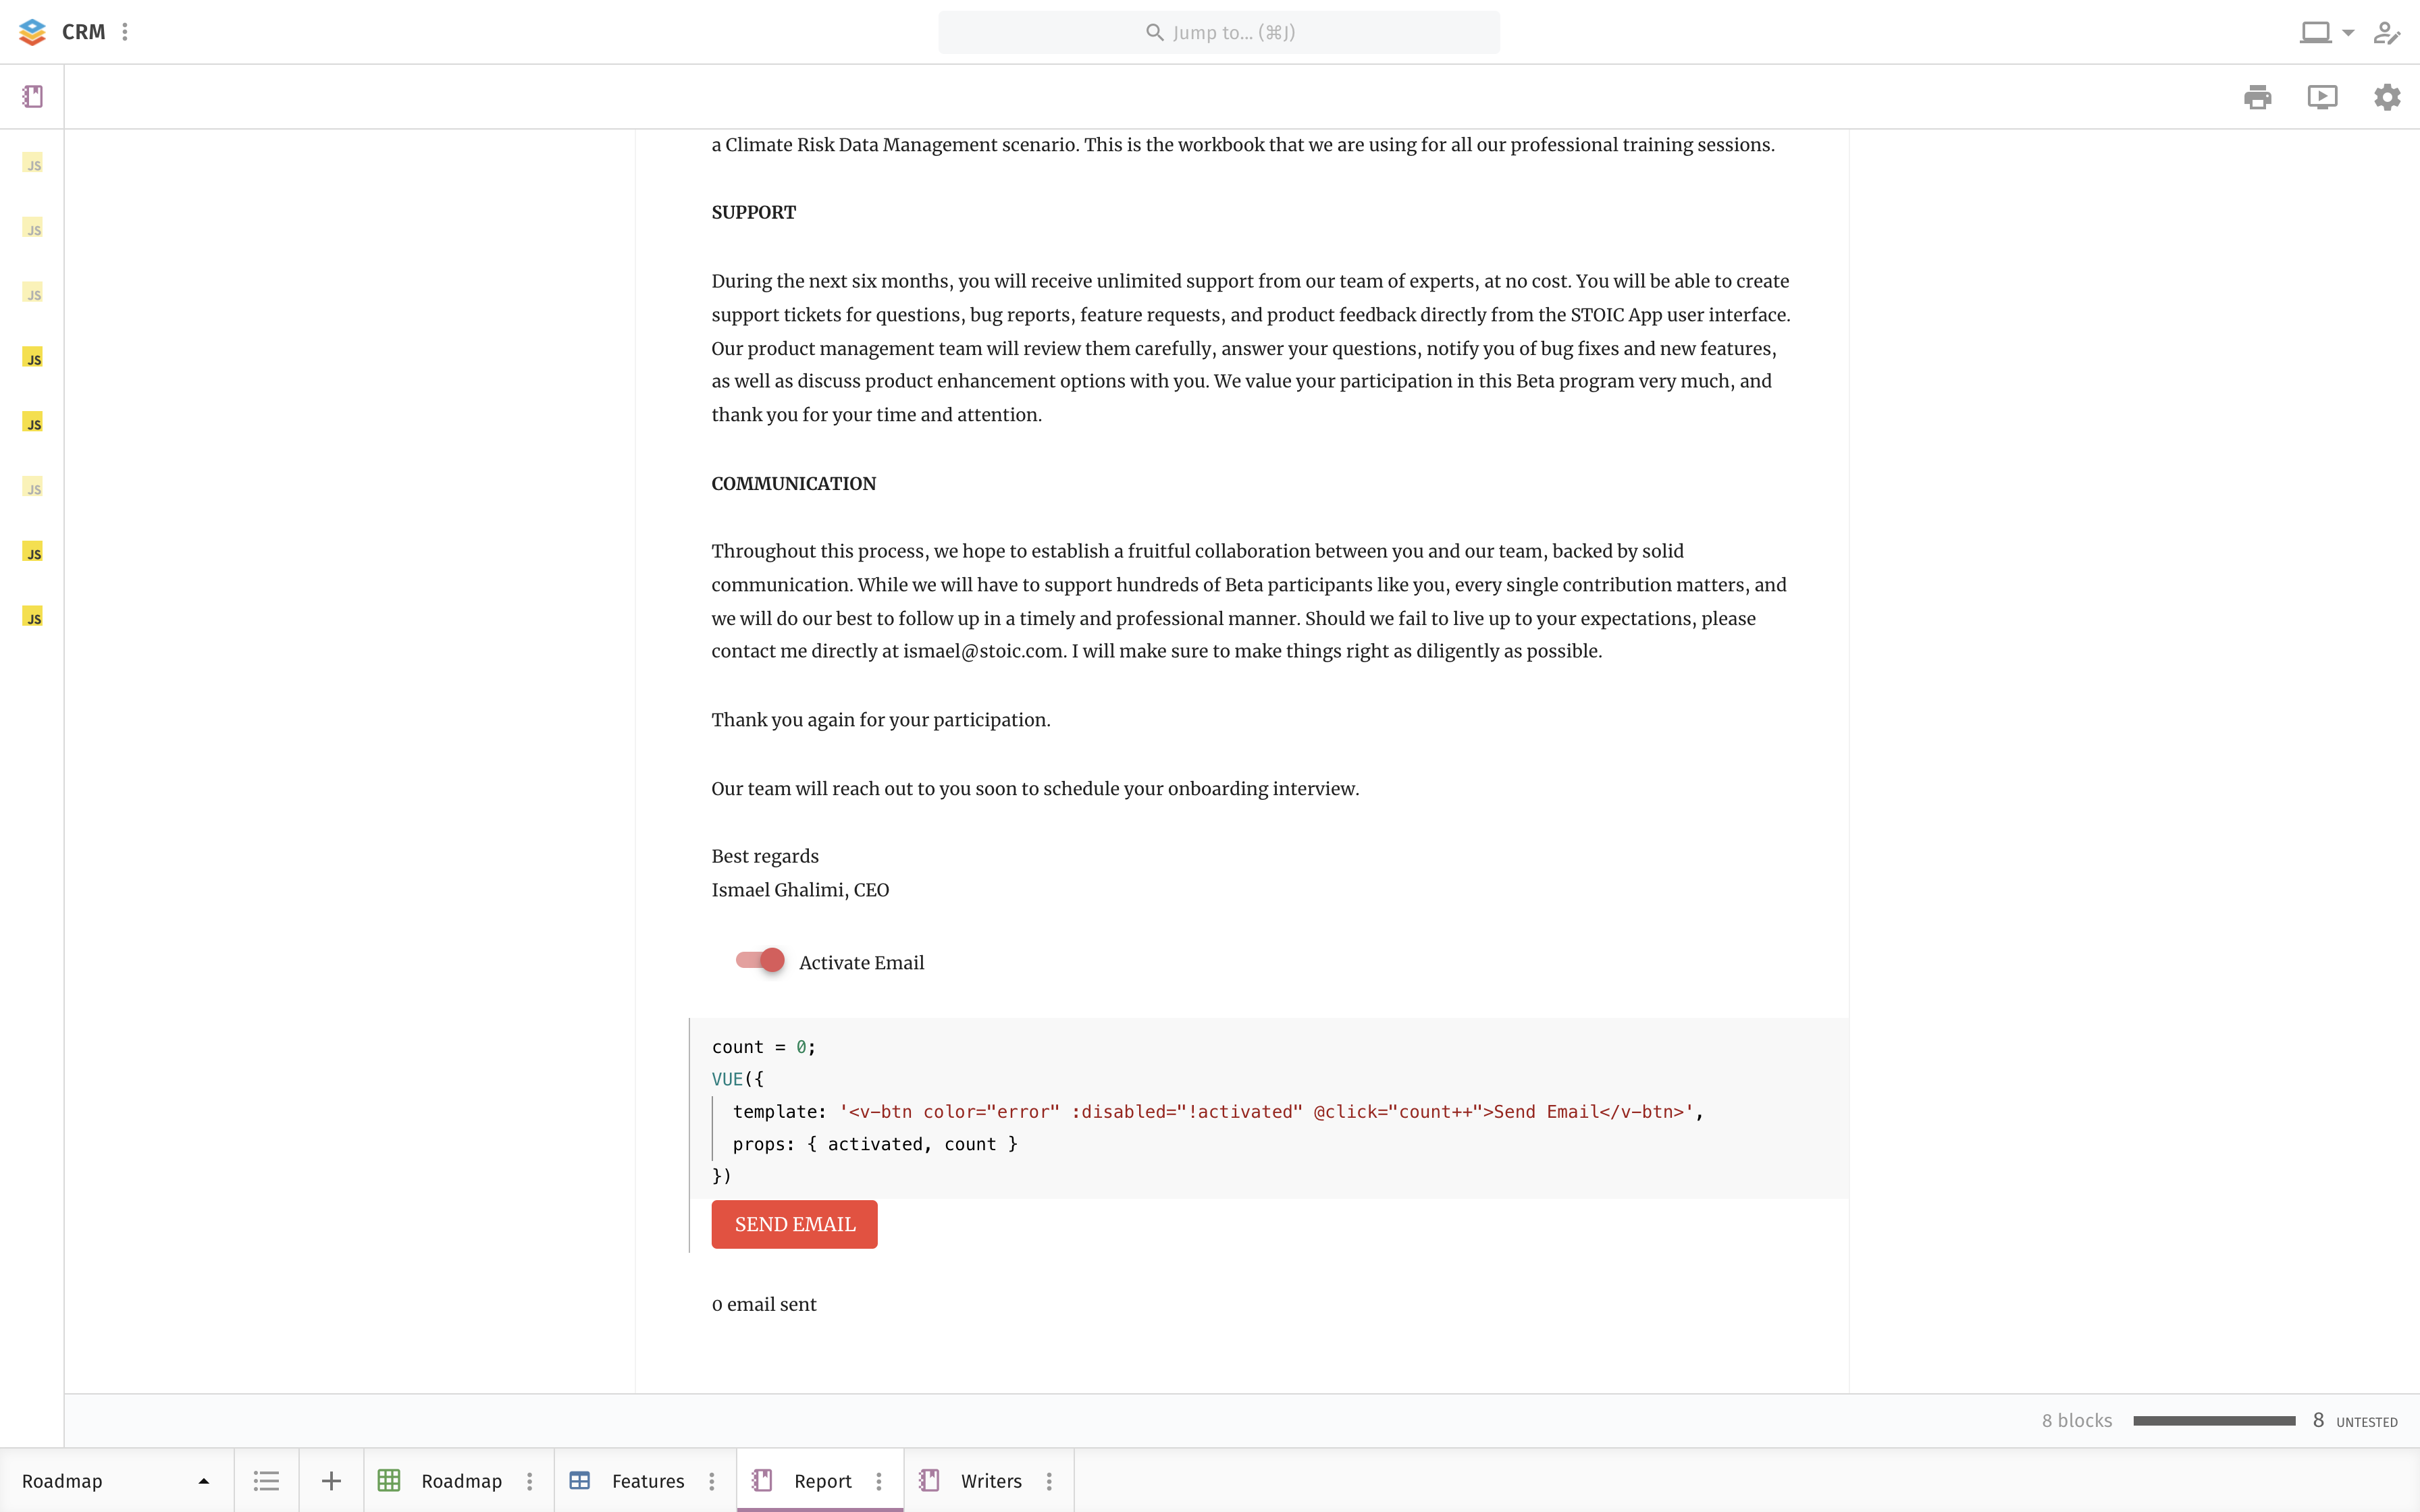 CRM
Jump to... (⌘J)
JS
JS
JS
JS
JS
JS
JS
JS
a Climate Risk Data Management scenario. This is the workbook that we are using for all our professional training sessions.
SUPPORT
During the next six months, you will receive unlimited support from our team of experts, at no cost. You will be able to create
support tickets for questions, bug reports, feature requests, and product feedback directly from the STOIC App user interface.
Our product management team will review them carefully, answer your questions, notify you of bug fixes and new features,
as well as discuss product enhancement options with you. We value your participation in this Beta program very much, and
thank you for your time and attention.
COMMUNICATION
Throughout this process, we hope to establish a fruitful collaboration between you and our team, backed by solid
communication. While we will have to support hundreds of Beta participants like you, every single contribution matters, and
we will do our best to follow up in a timely and professional manner. Should we fail to live up to your expectations, please
contact me directly at ismael@stoic.com. I will make sure to make things right as diligently as possible.
Thank you again for your participation.
Our team will reach out to you soon to schedule your onboarding interview.
Best regards
Ismael Ghalimi, CEO
Activate Email
count = 0;
VUE({
template: '<v-btn color="error" :disabled="!activated" @click="count++">Send Email</v-btn>',
props: { activated, count }
})
SEND EMAIL
0 email sent
8 blocks 8 UNTESTED
Roadmap Roadmap Features Report Writers